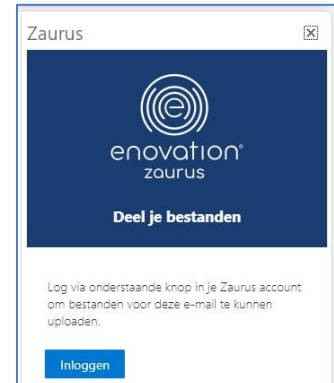 Zaurus
enovation®
zaurus
Deel je bestanden
Log via onderstaande knop in je Zaurus account
om bestanden voor deze e-mail te kunnen
uploaden.
Inloggen